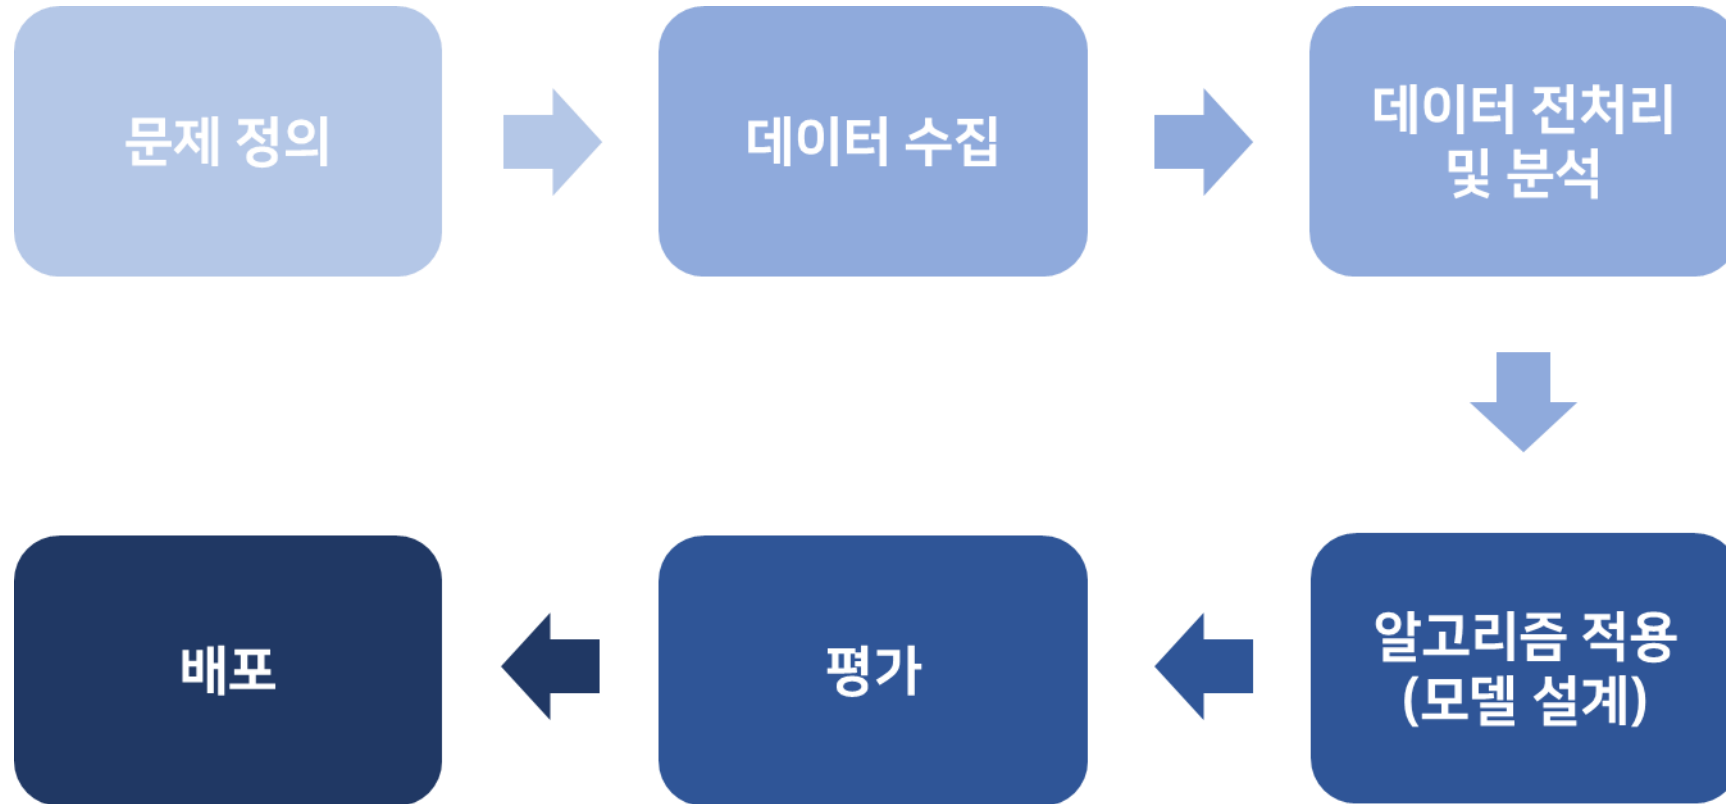 문제 정의
데이터 수집
데이터 전처리
및 분석
알고리즘 적용
(모델 설계)
평가
배포